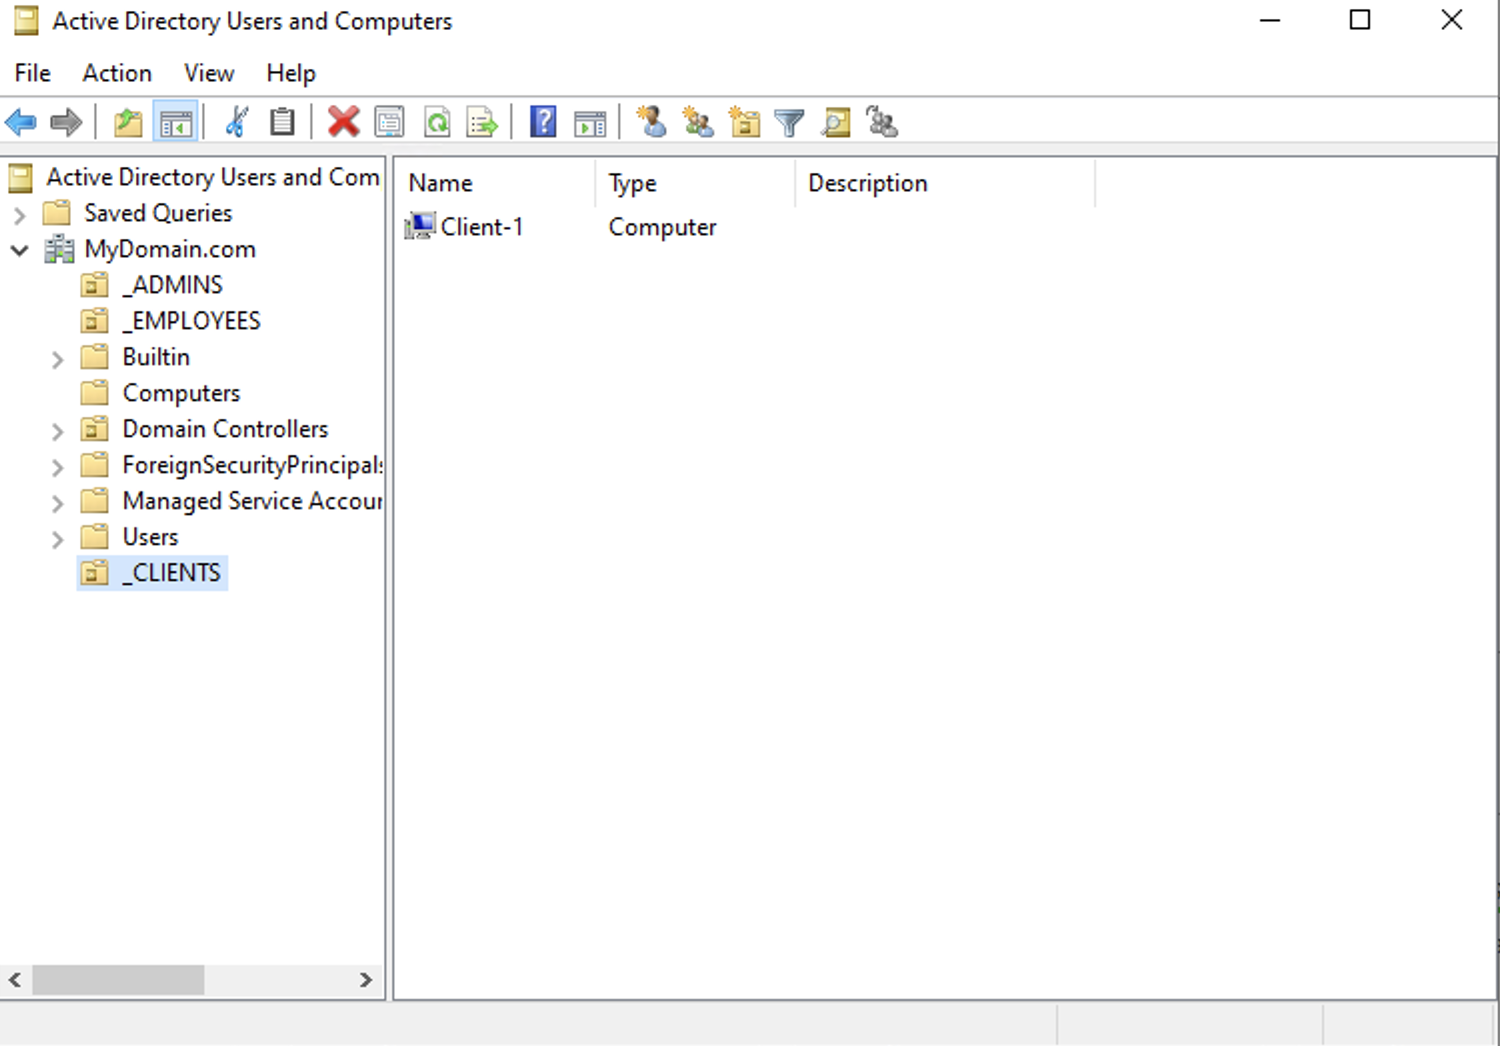 Active Directory Users and Computers
File Action View Help
Active Directory Users and Com
Saved Queries
MyDomain.com
_ADMINS
_EMPLOYEES
Builtin
Computers
Domain Controllers
ForeignSecurityPrincipals
Managed Service Accour
Users
_CLIENTS
Name Type Description
Client-1 Computer